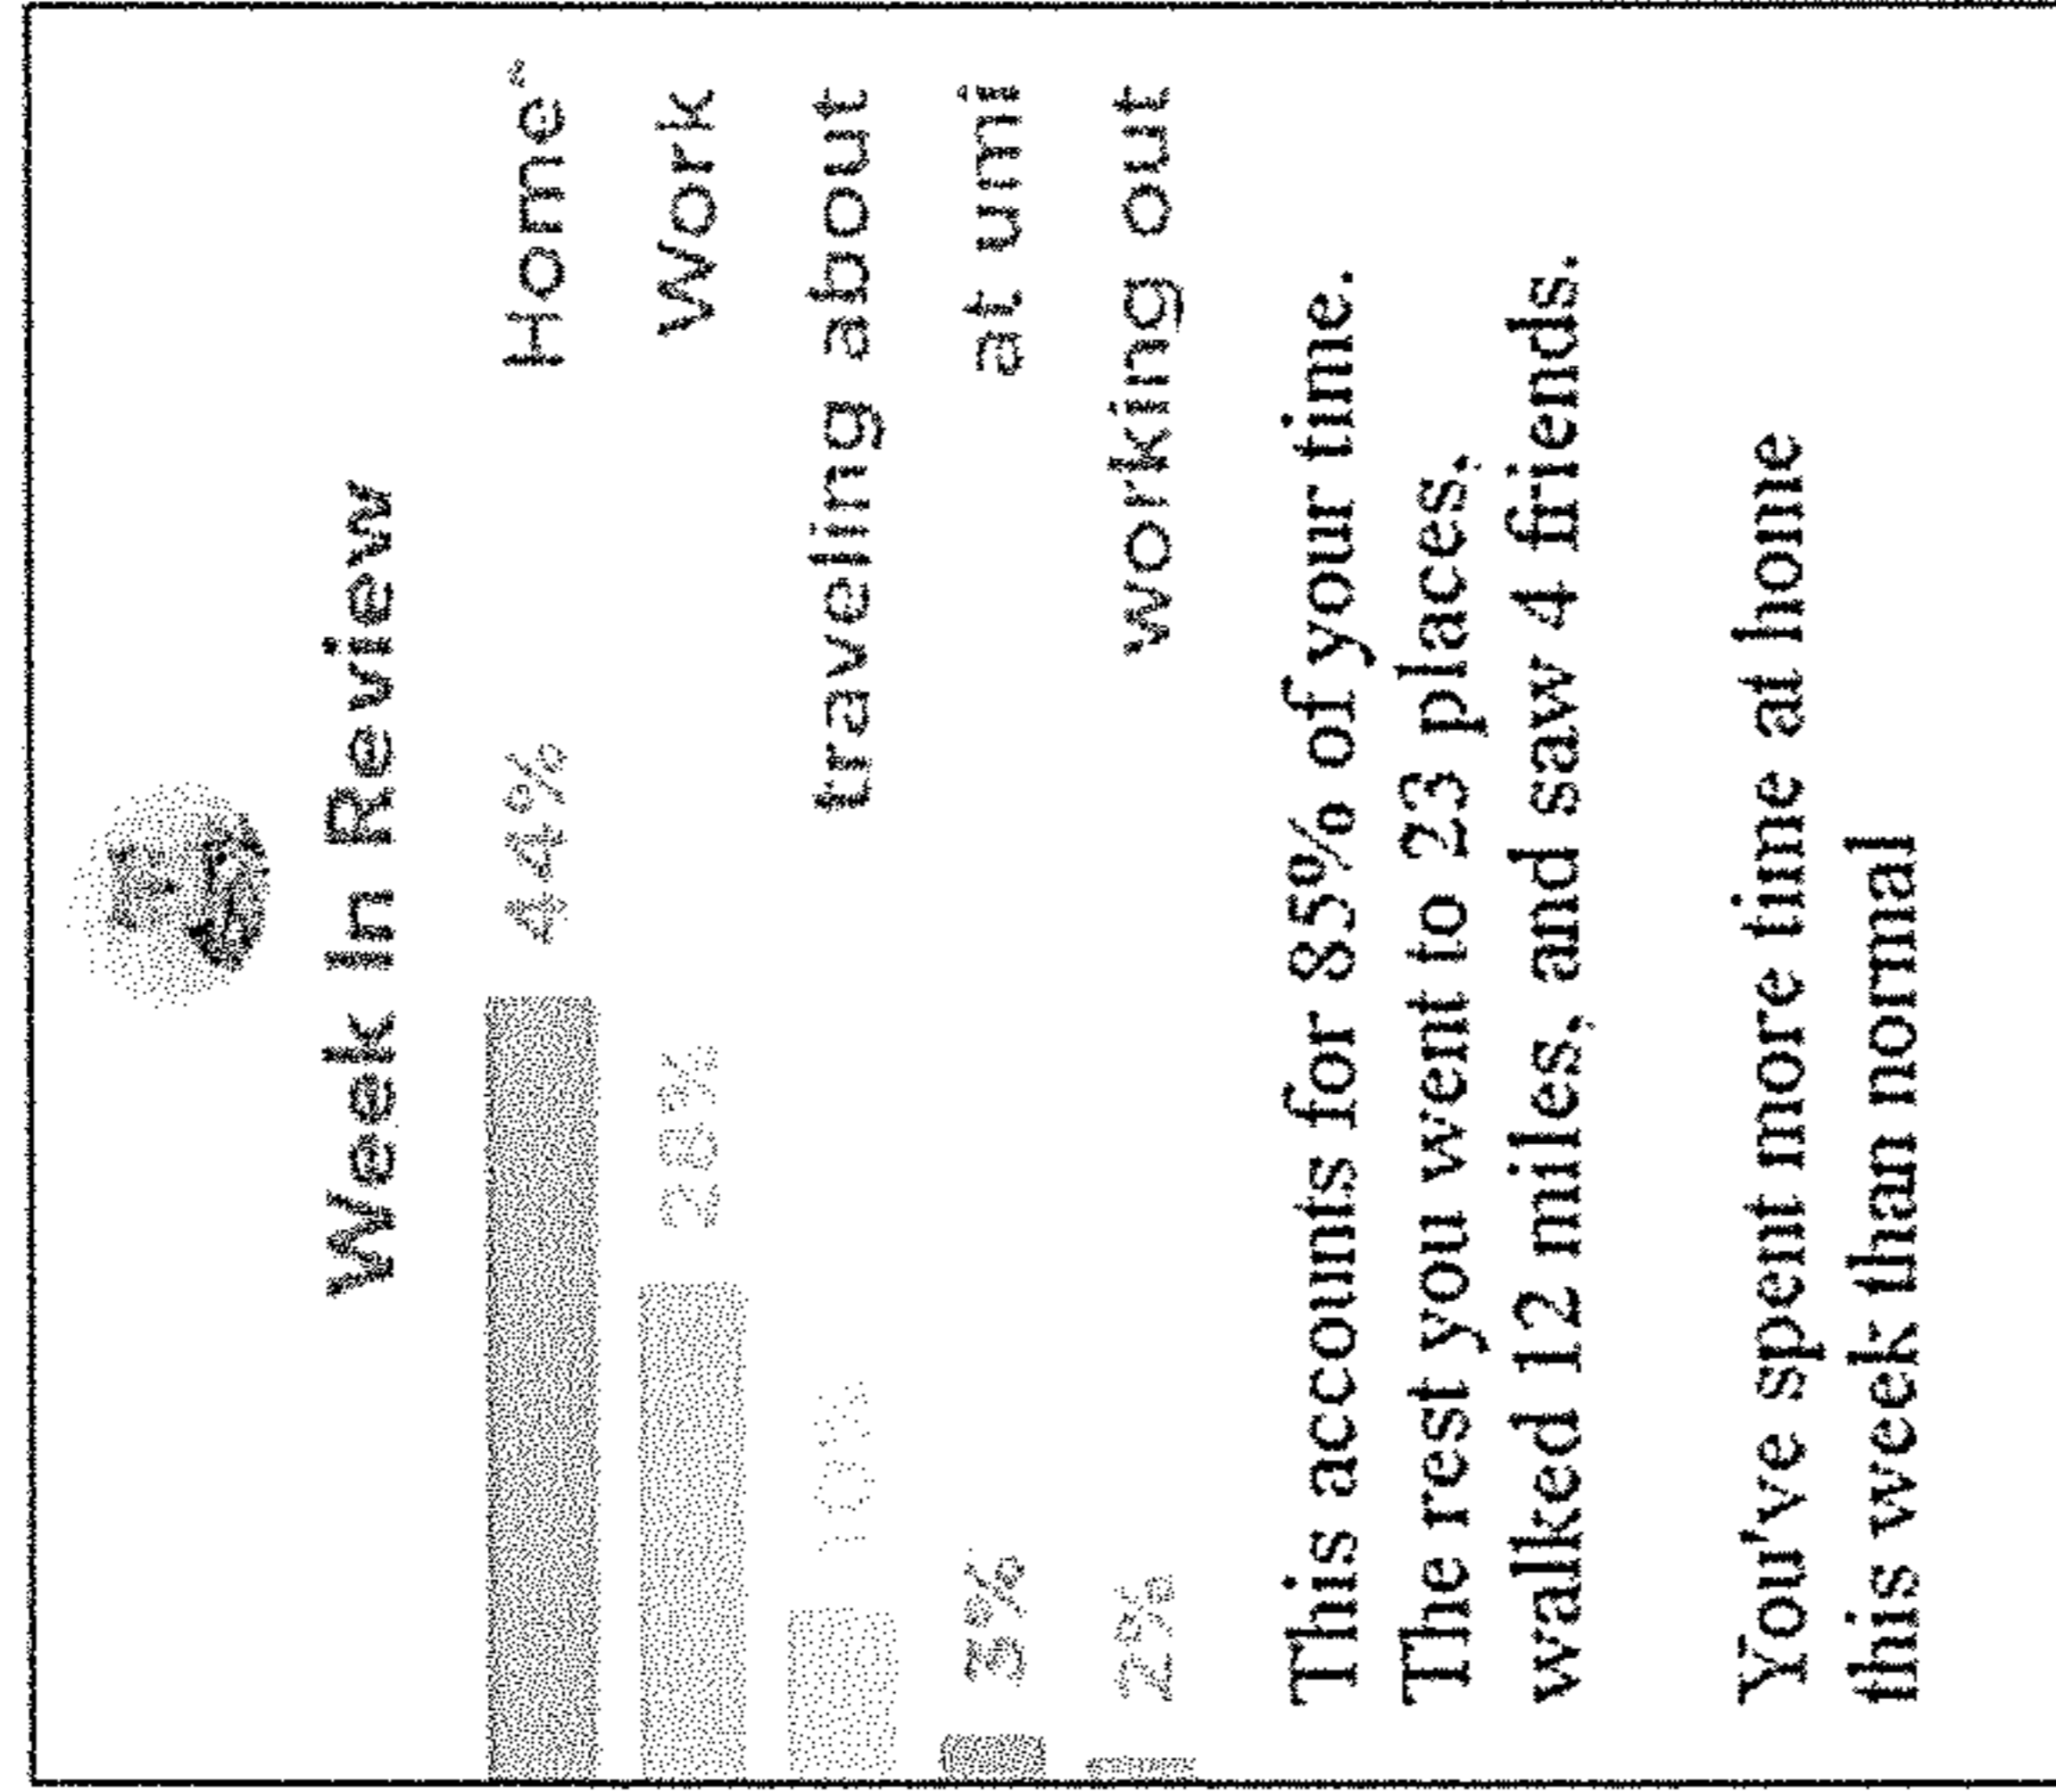 Week In Review
44% Home
28% Work
10% traveling about
3% at uni
2% working out
This accounts for 85% of your time.
The rest you went to 23 places,
walked 12 miles, and saw 4 friends.
You've spent more time at home
this week than normal